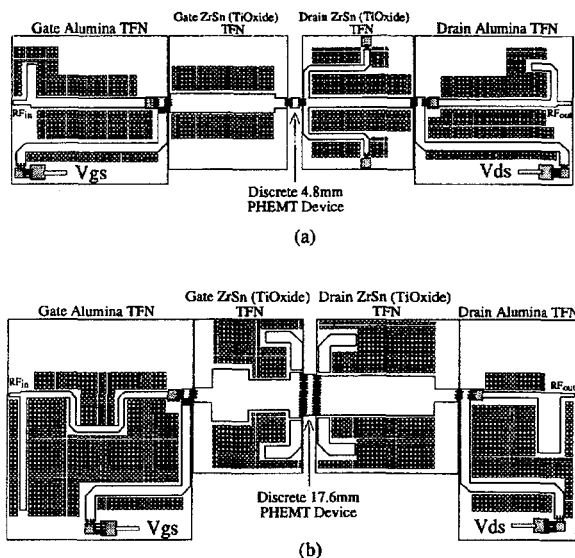 (a)
Gate ZrSn (TiOxide)
TFN
Drain ZrSn (TiOxide)
TFN
Gate Alumina TFN
Drain Alumina TFN
RFin
RFout
Vgs
Vds
Discrete 4.8mm
PHEMT Device
(a)
Gate ZrSn (TiOxide)
TFN
Drain ZrSn (TiOxide)
TFN
Gate Alumina TFN
Drain Alumina TFN
RFin
RFout
Discrete 17.6mm
PHEMT Device
Vgs
Vds
(b)